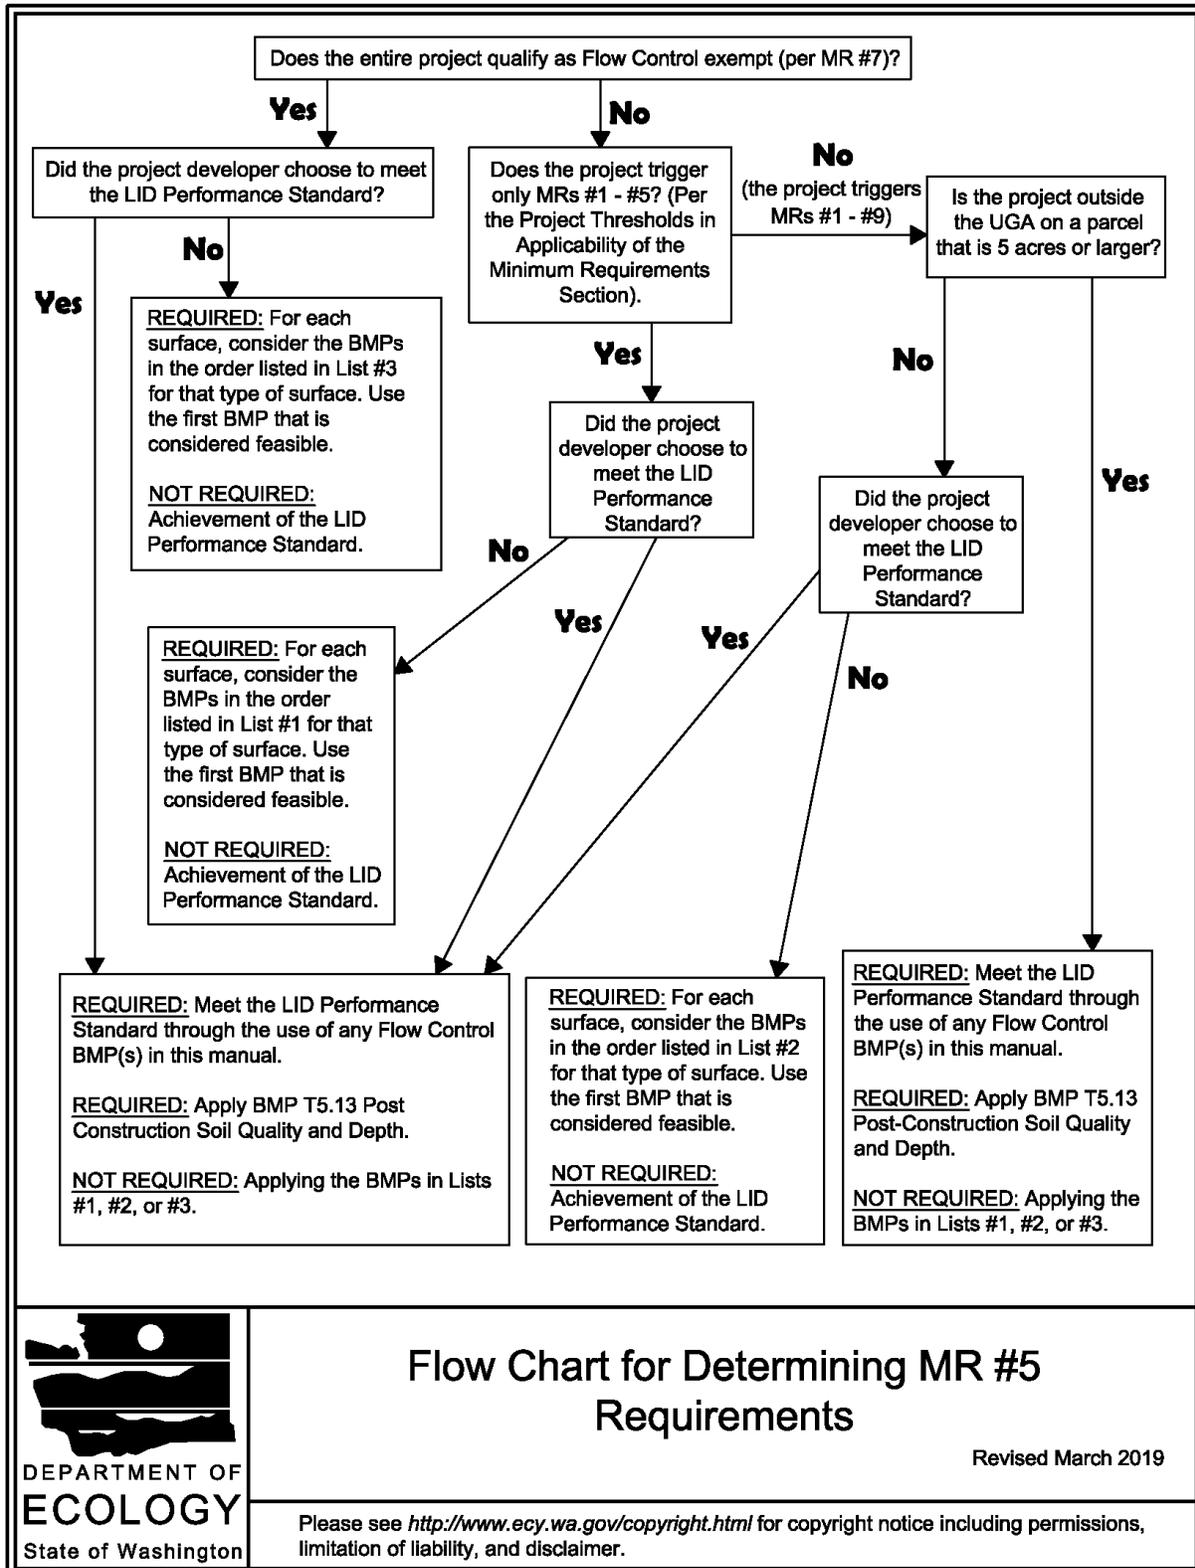 Does the entire project qualify as Flow Control exempt (per MR #7)?
Yes
No
Did the project developer choose to meet
the LID Performance Standard?
Does the project trigger
only MRs #1 - #5? (Per
the Project Thresholds in
Applicability of the
Minimum Requirements
Section).
No
(the project triggers
MRs #1 - #9)
Is the project outside
the UGA on a parcel
that is 5 acres or larger?
Yes
No
REQUIRED: For each
surface, consider the BMPs
in the order listed in List #3
for that type of surface. Use
the first BMP that is
considered feasible.
NOT REQUIRED:
Achievement of the LID
Performance Standard.
Yes
No
Yes
Did the project
developer choose to
meet the LID
Performance
Standard?
Did the project
developer choose to
meet the LID
Performance
Standard?
No
Yes
Yes
No
REQUIRED: For each
surface, consider the
BMPs in the order
listed in List #1 for that
type of surface. Use
the first BMP that is
considered feasible.
NOT REQUIRED:
Achievement of the LID
Performance Standard.
REQUIRED: Meet the LID Performance
Standard through the use of any Flow Control
BMP(s) in this manual.
REQUIRED: Apply BMP T5.13 Post
Construction Soil Quality and Depth.
NOT REQUIRED: Applying the BMPs in Lists
#1, #2, or #3.
REQUIRED: For each
surface, consider the BMPs
in the order listed in List #2
for that type of surface. Use
the first BMP that is
considered feasible.
NOT REQUIRED:
Achievement of the LID
Performance Standard.
REQUIRED: Meet the LID
Performance Standard through
the use of any Flow Control
BMP(s) in this manual.
REQUIRED: Apply BMP T5.13
Post-Construction Soil Quality
and Depth.
NOT REQUIRED: Applying the
BMPs in Lists #1, #2, or #3.
DEPARTMENT OF
ECOLOGY
State of Washington
Flow Chart for Determining MR #5
Requirements
Revised March 2019
Please see http://www.ecy.wa.gov/copyright.html for copyright notice including permissions,
limitation of liability, and disclaimer.